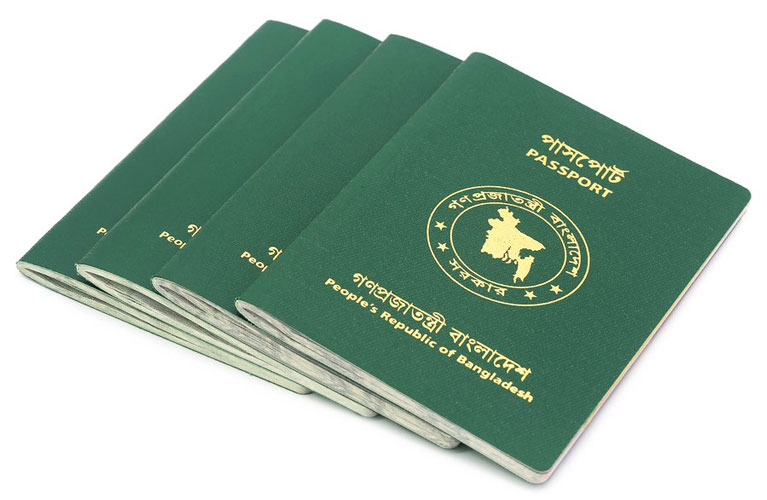 পাসপোর্ট
PASSPORT
গণপ্রজাতন্ত্রী বাংলাদেশ
সরকার
গণপ্রজাতন্ত্রী বাংলাদেশ
People's Republic of Bangladesh